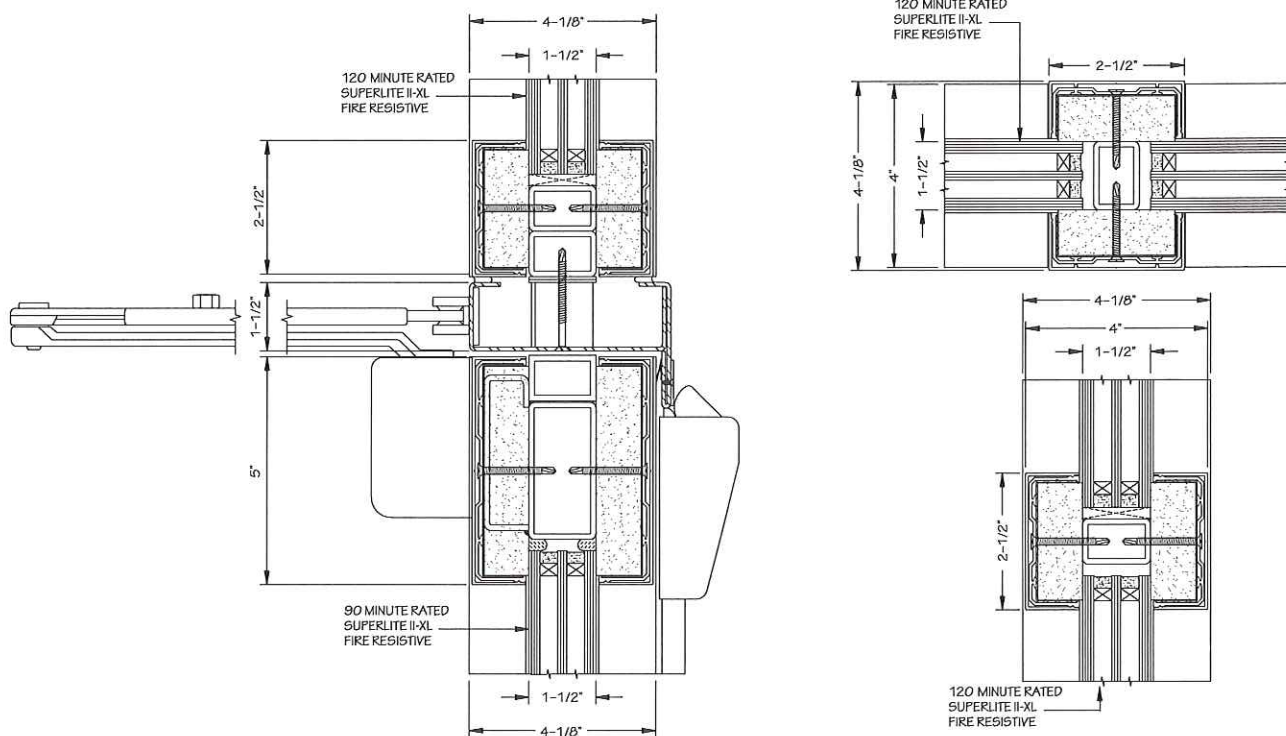 4-1/8"
1-1/2"
120 MINUTE RATED
SUPERLITE II-XL
FIRE RESISTIVE
2-1/2"
1-1/2"
5"
90 MINUTE RATED
SUPERLITE II-XL
FIRE RESISTIVE
1-1/2"
4-1/8"
120 MINUTE RATED
SUPERLITE II-XL
FIRE RESISTIVE
2-1/2"
4-1/8"
4"
1-1/2"
4-1/8"
4"
1-1/2"
2-1/2"
120 MINUTE RATED
SUPERLITE II-XL
FIRE RESISTIVE